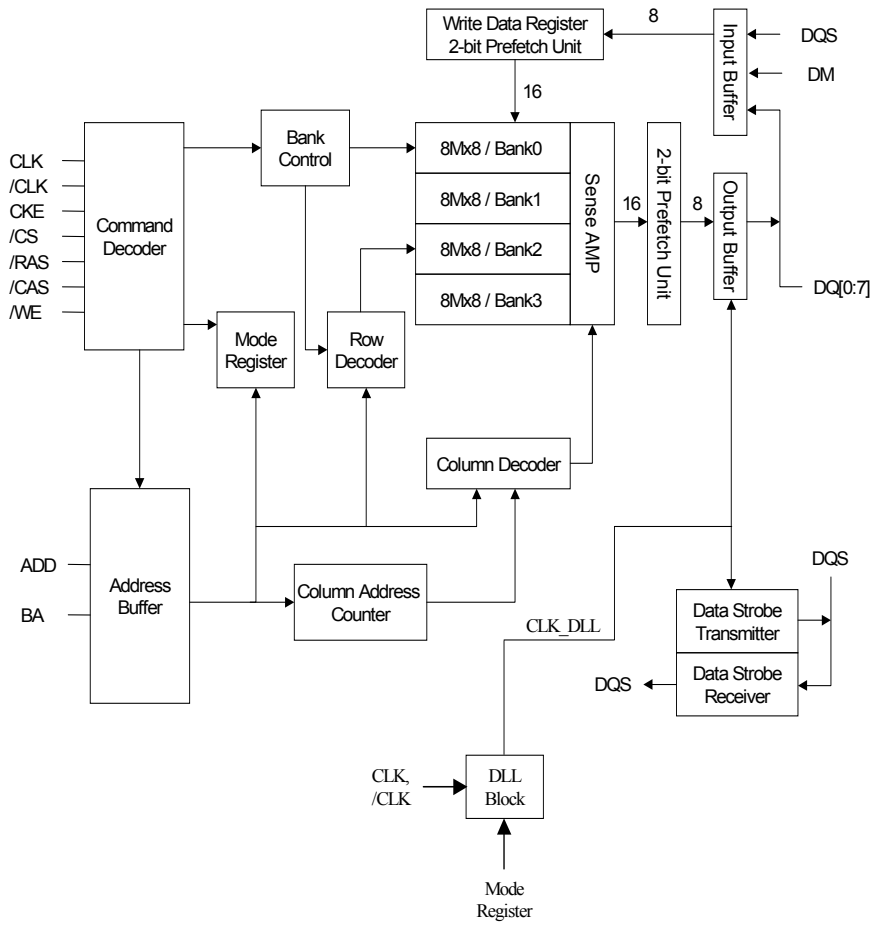 Write Data Register
2-bit Prefetch Unit
8
Input Buffer
DQS
DM
16
Bank
Control
8Mx8 / Bank0
8Mx8 / Bank1
8Mx8 / Bank2
8Mx8 / Bank3
Sense AMP
16
2-bit Prefetch Unit
8
Output Buffer
DQ[0:7]
CLK
/CLK
CKE
/CS
/RAS
/CAS
/WE
Command
Decoder
Mode
Register
Row
Decoder
Column Decoder
ADD
BA
Address
Buffer
Column Address
Counter
CLK_DLL
DQS
Data Strobe
Transmitter
Data Strobe
Receiver
DQS
CLK,
/CLK
DLL
Block
Mode
Register